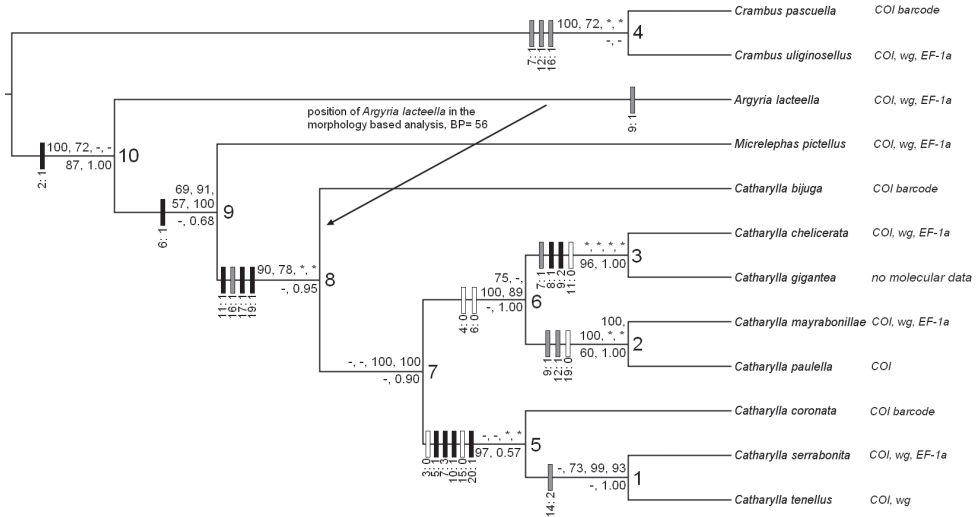 Crambus pascuella COI barcode
100, 72, *, *
-, -
4
7: 1
12: 1
16: 1
Crambus uliginosellus COI, wg, EF-1a
Argyria lacteella COI, wg, EF-1a
9: 1
position of Argyria lacteella in the
morphology based analysis, BP= 56
2: 1
100, 72, -, -
87, 1.00
10
Micrelephas pictellus COI, wg, EF-1a
6: 1
69, 91,
57, 100
-, 0.68
9
Catharylla bijuga COI barcode
11: 1
16: 1
17: 1
19: 1
90, 78, *, *
-, 0.95
8
Catharylla chelicerata COI, wg, EF-1a
7: 1
8: 1
9: 2
11: 0
*, *, *, *
96, 1.00
3
Catharylla gigantea no molecular data
4: 0
6: 0
75, -,
100, 89
-, 1.00
6
Catharylla mayrabonillae COI, wg, EF-1a
9: 1
12: 1
19: 0
100,
100, *, *
60, 1.00
2
Catharylla paulella COI
-, -, 100, 100
-, 0.90
7
Catharylla coronata COI barcode
3: 0
5: 1
7: 3
10: 1
15: 0
20: 1
-, -, *, *
97, 0.57
5
Catharylla serrabonita COI, wg, EF-1a
14: 2
-, 73, 99, 93
-, 1.00
1
Catharylla tenellus COI, wg